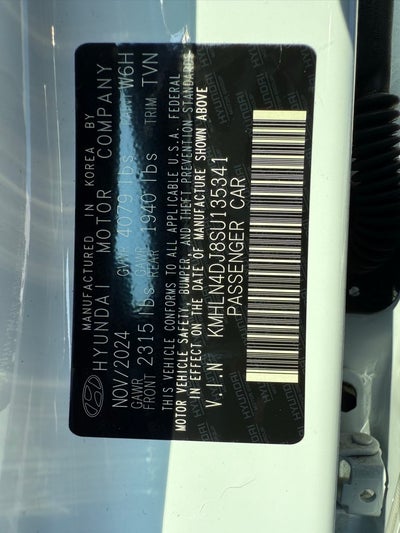 MANUFACTURED IN KOREA BY
HYUNDAI MOTOR COMPANY
NOV/2024 GVWR 4079 lbs W6H
GAWR FRONT 2315 lbs GAWR REAR 1940 lbs TRIM TVN
THIS VEHICLE CONFORMS TO ALL APPLICABLE U.S.A. FEDERAL
MOTOR VEHICLE SAFETY, BUMPER, AND THEFT PREVENTION STANDARDS
IN EFFECT ON THE DATE OF MANUFACTURE SHOWN ABOVE
V.I.N KMHLN4DJ8SU135341
PASSENGER CAR